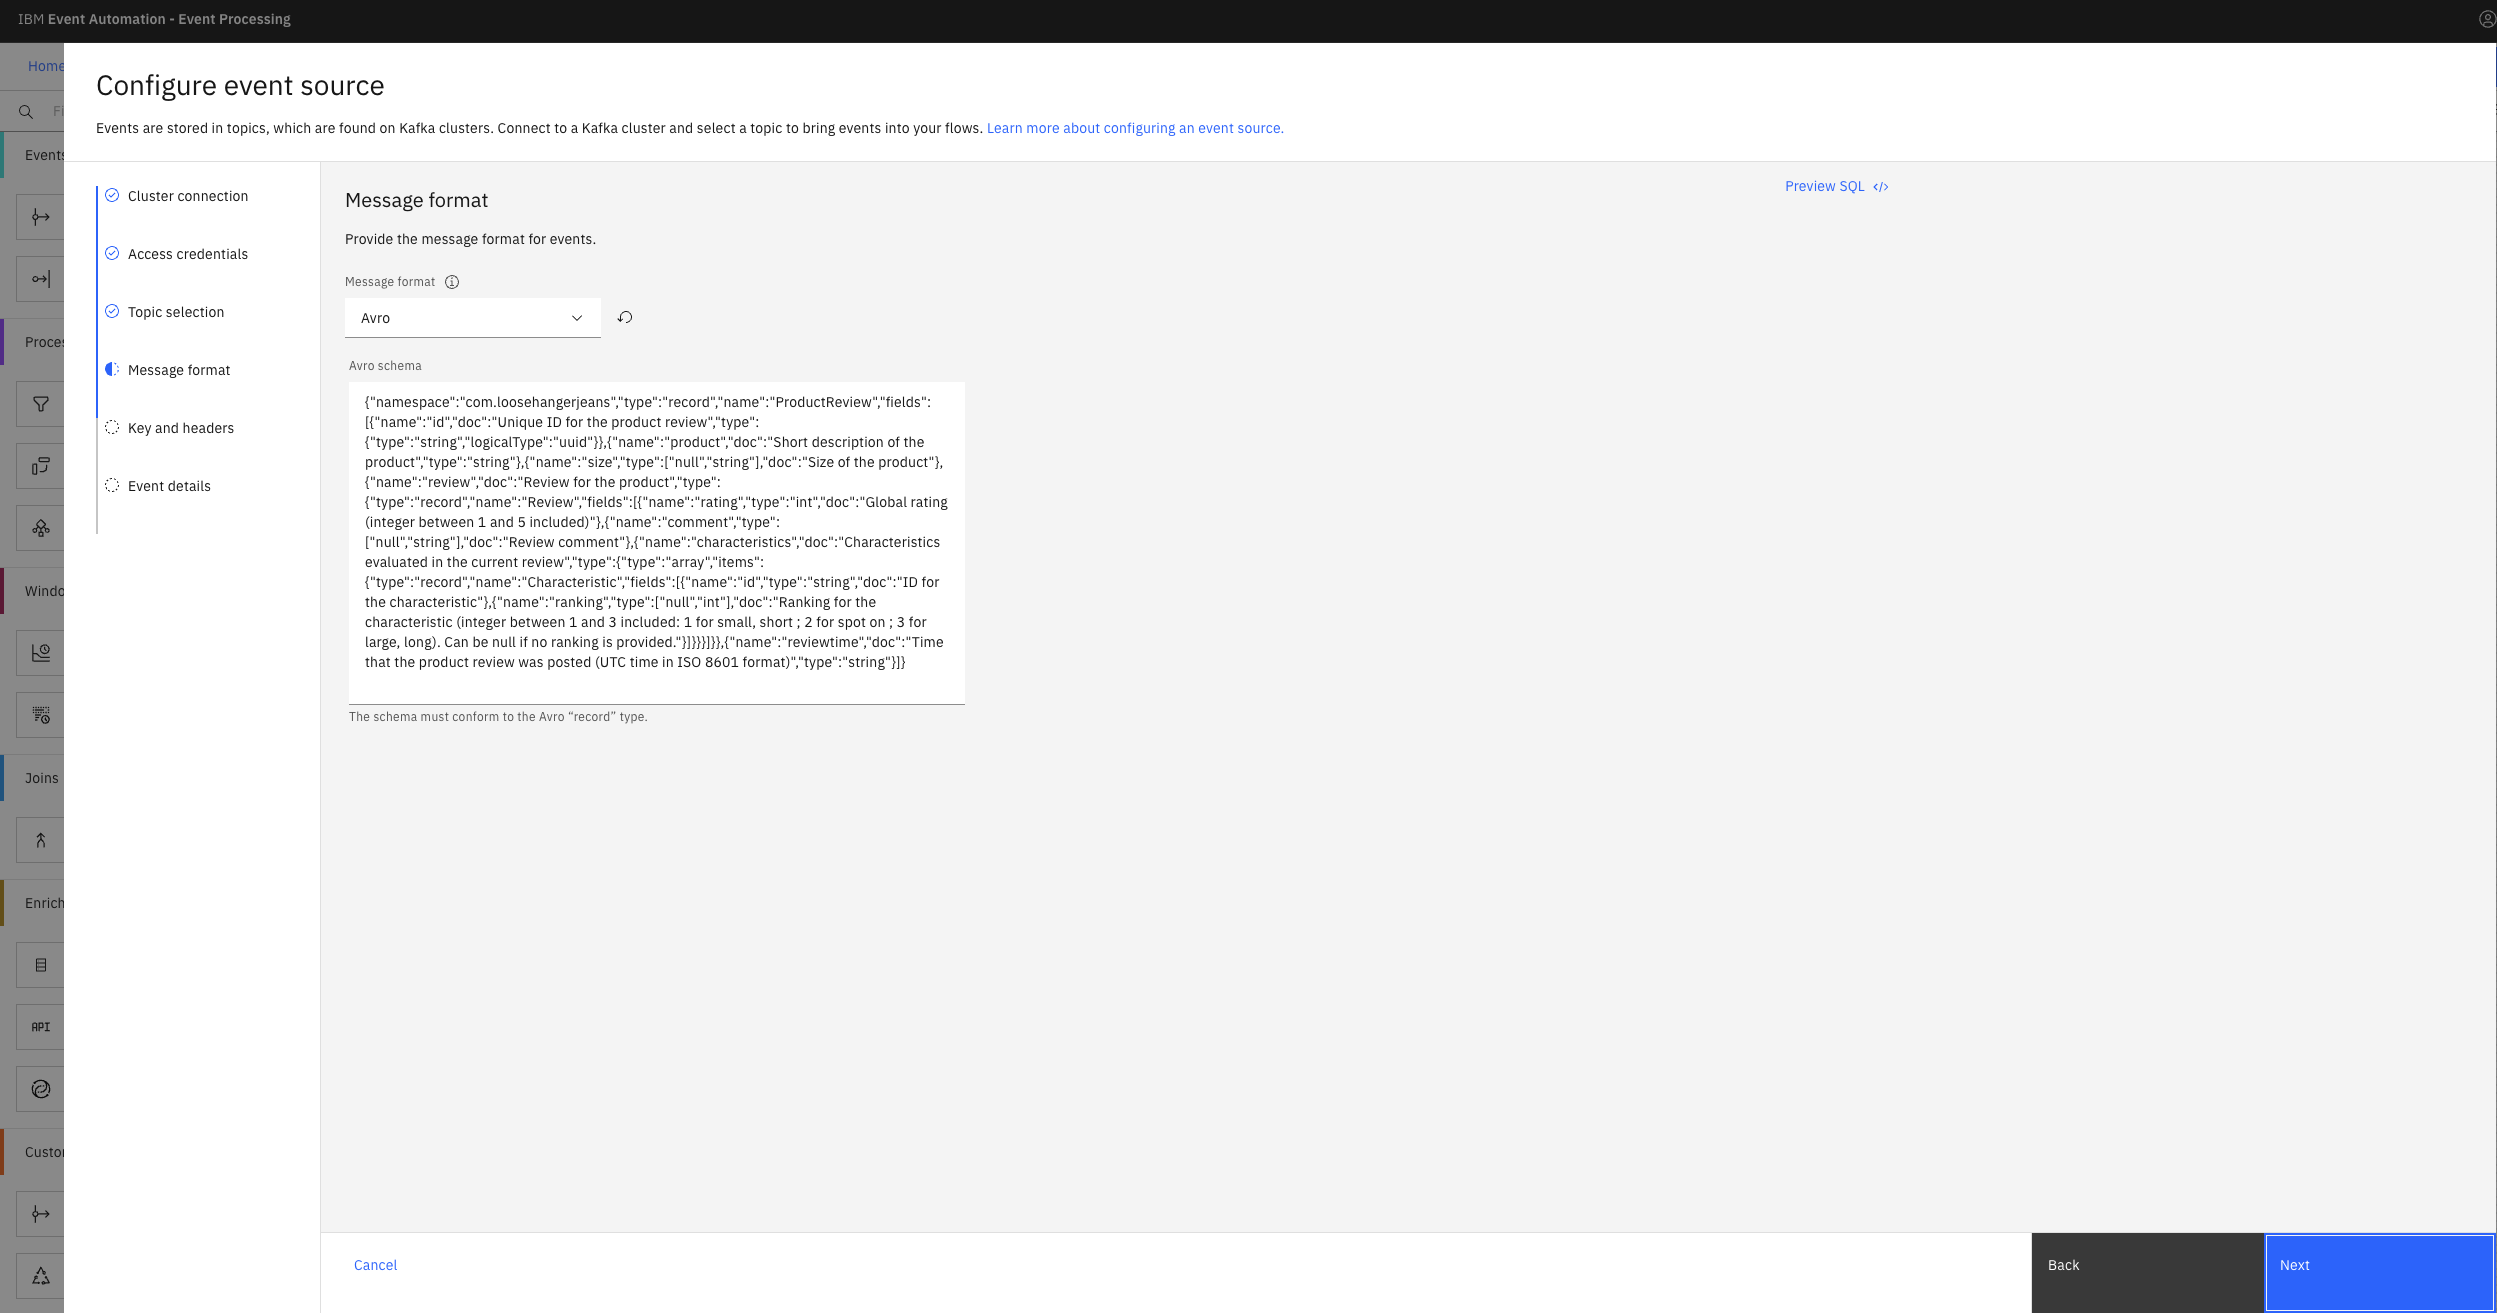 IBM Event Automation - Event Processing
Home
Configure event source
Events are stored in topics, which are found on Kafka clusters. Connect to a Kafka cluster and select a topic to bring events into your flows. Learn more about configuring an event source.
Fi
Events
Proces
Windo
Joins
Enrich
API
Custor
Cluster connection
Access credentials
Topic selection
Message format
Key and headers
Event details
Message format
Preview SQL </>
Provide the message format for events.
Message format
Avro
Avro schema
{"namespace":"com.loosehangerjeans","type":"record","name":"ProductReview","fields":
[{"name":"id","doc":"Unique ID for the product review","type":
{"type":"string","logicalType":"uuid"}},{"name":"product","doc":"Short description of the
product","type":"string"},{"name":"size","type":["null","string"],"doc":"Size of the product"},
{"name":"review","doc":"Review for the product","type":
{"type":"record","name":"Review","fields":[{"name":"rating","type":"int","doc":"Global rating
(integer between 1 and 5 included)"},{"name":"comment","type":
["null","string"],"doc":"Review comment"},{"name":"characteristics","doc":"Characteristics
evaluated in the current review","type":{"type":"array","items":
{"type":"record","name":"Characteristic","fields":[{"name":"id","type":"string","doc":"ID for
the characteristic"},{"name":"ranking","type":["null","int"],"doc":"Ranking for the
characteristic (integer between 1 and 3 included: 1 for small, short ; 2 for spot on ; 3 for
large, long). Can be null if no ranking is provided."}]}}}]}},{"name":"reviewtime","doc":"Time
that the product review was posted (UTC time in ISO 8601 format)","type":"string"}]}
The schema must conform to the Avro “record” type.
Cancel
Back
Next